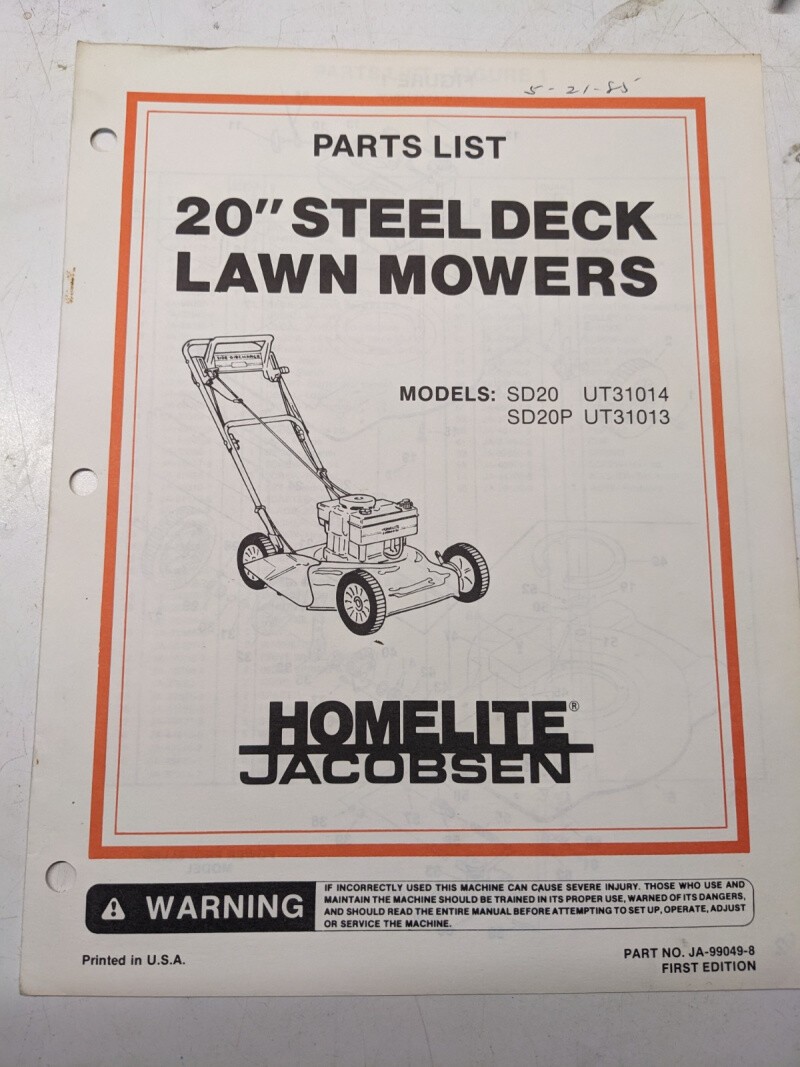 5-21-85
PARTS LIST
20" STEEL DECK
LAWN MOWERS
SIDE DISCHARGE
MODELS: SD20 UT31014
SD20P UT31013
HOMELITE®
JACOBSEN
WARNING
IF INCORRECTLY USED THIS MACHINE CAN CAUSE SEVERE INJURY. THOSE WHO USE AND
MAINTAIN THE MACHINE SHOULD BE TRAINED IN ITS PROPER USE, WARNED OF ITS DANGERS,
AND SHOULD READ THE ENTIRE MANUAL BEFORE ATTEMPTING TO SET UP, OPERATE, ADJUST
OR SERVICE THE MACHINE.
Printed in U.S.A.
PART NO. JA-99049-8
FIRST EDITION